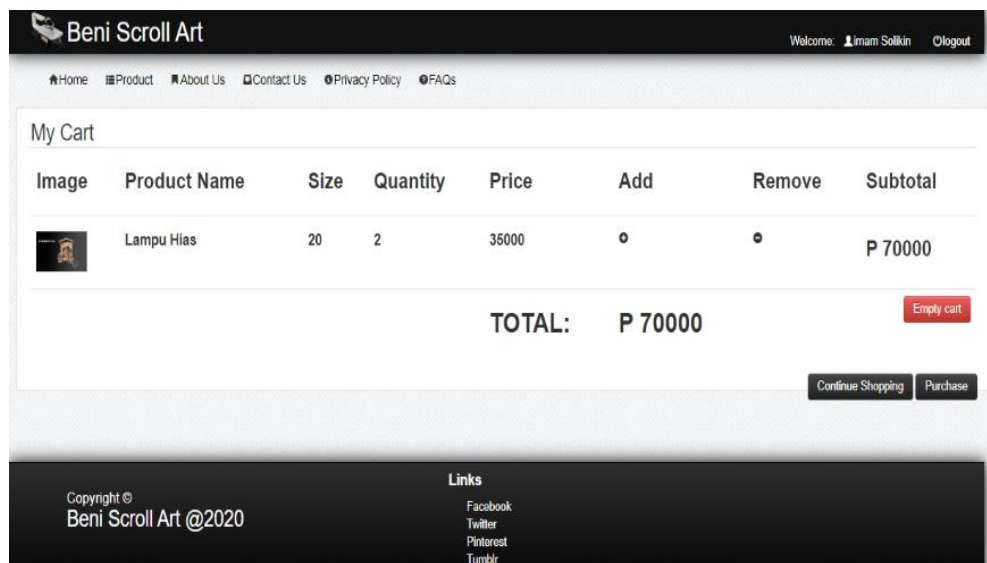 Beni Scroll Art
Welcome: imam Solikin logout
Home Product About Us Contact Us Privacy Policy FAQs
My Cart
Image Product Name Size Quantity Price Add Remove Subtotal
Lampu Hias 20 2 35000 P 70000
TOTAL: P 70000 Empty cart
Continue Shopping Purchase
Links
Copyright ©
Beni Scroll Art @2020
Facebook
Twitter
Pinterest
Tumblr